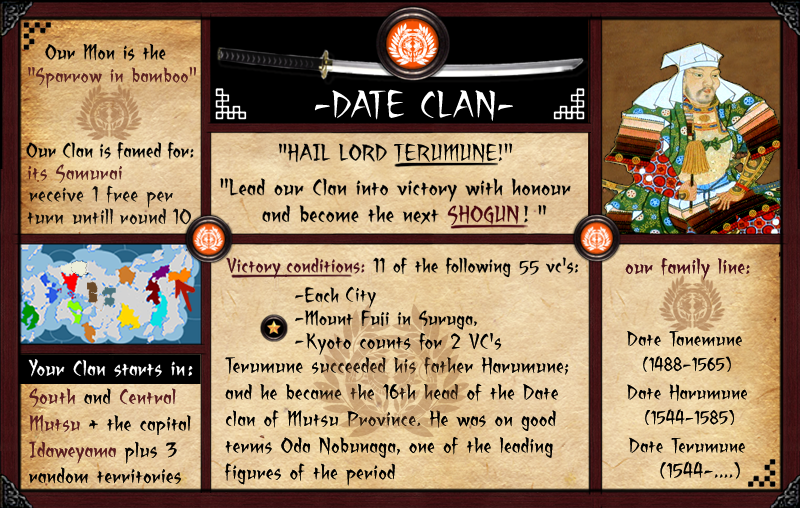 Our Mon is the
"Sparrow in bamboo"
Our Clan is famed for:
its Samurai
receive 1 free per
turn untill round 10
-DATE CLAN-
"HAIL LORD TERUMUNE!"
"Lead our Clan into victory with honour
and become the next SHOGUN! "
Your Clan starts in:
South and Central
Mutsu + the capital
Idaweyama plus 3
random territories
Victory conditions: 11 of the following 55 vc's:
-Each City
-Mount Fuji in Suruga,
-Kyoto counts for 2 VC's
Terumune succeeded his father Harumune;
and he became the 16th head of the Date
clan of Mutsu Province. He was on good
terms Oda Nobunaga, one of the leading
figures of the period
our family line:
Date Tanemune
(1488-1565)
Date Harumune
(1544-1585)
Date Terumune
(1544-....)